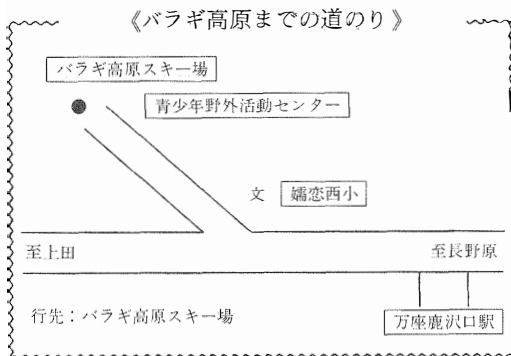 《バラギ高原までの道のり》
バラギ高原スキー場
青少年野外活動センター
文 嬬恋西小
至上田
至長野原
行先：バラギ高原スキー場
万座鹿沢口駅